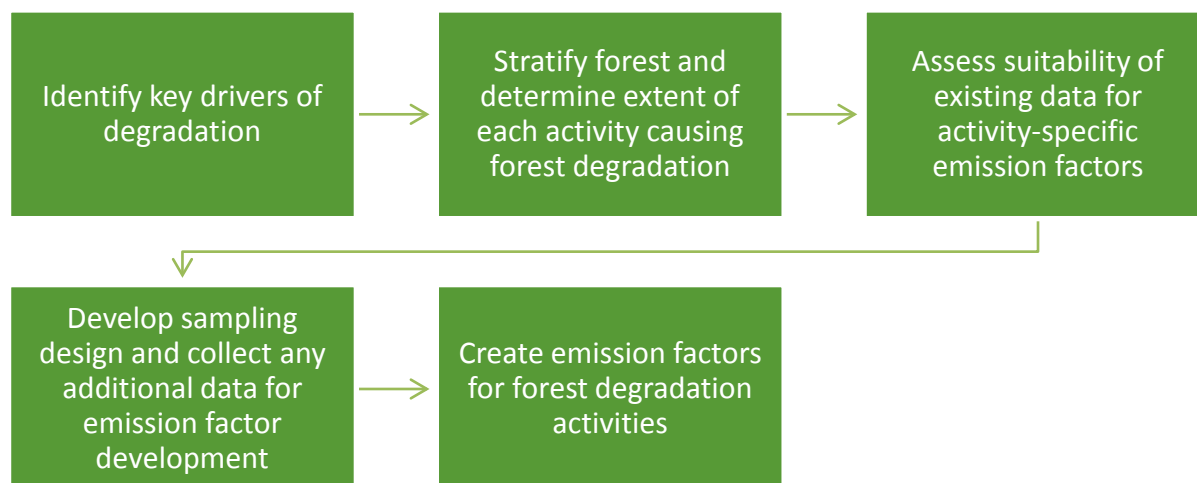 Identify key drivers of
degradation
Stratify forest and
determine extent of
each activity causing
forest degradation
Assess suitability of
existing data for
activity-specific
emission factors
Develop sampling
design and collect any
additional data for
emission factor
development
Create emission factors
for forest degradation
activities